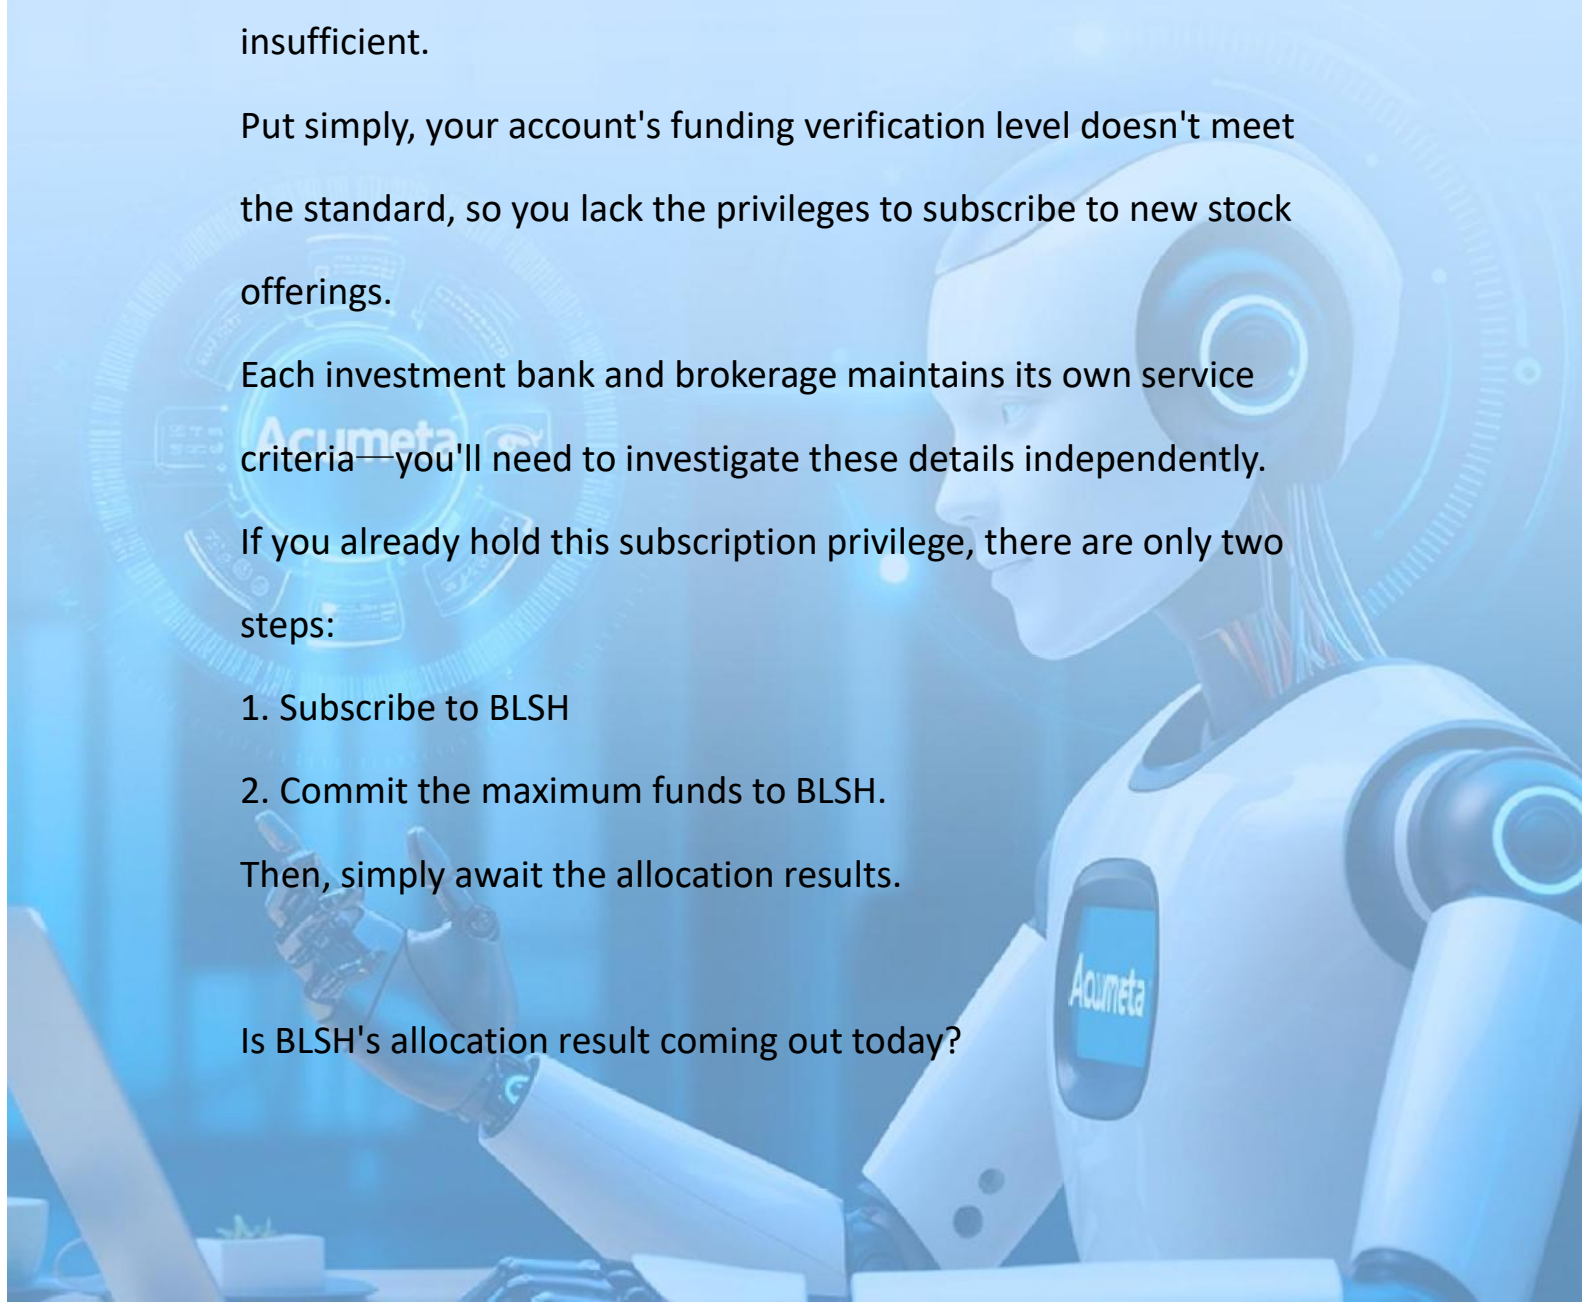 insufficient.
Put simply, your account's funding verification level doesn't meet
the standard, so you lack the privileges to subscribe to new stock
offerings.
Each investment bank and brokerage maintains its own service
Acumeta
criteria—you'll need to investigate these details independently.
If you already hold this subscription privilege, there are only two
steps:
1. Subscribe to BLSH
2. Commit the maximum funds to BLSH.
Then, simply await the allocation results.
Acumeta
Is BLSH's allocation result coming out today?